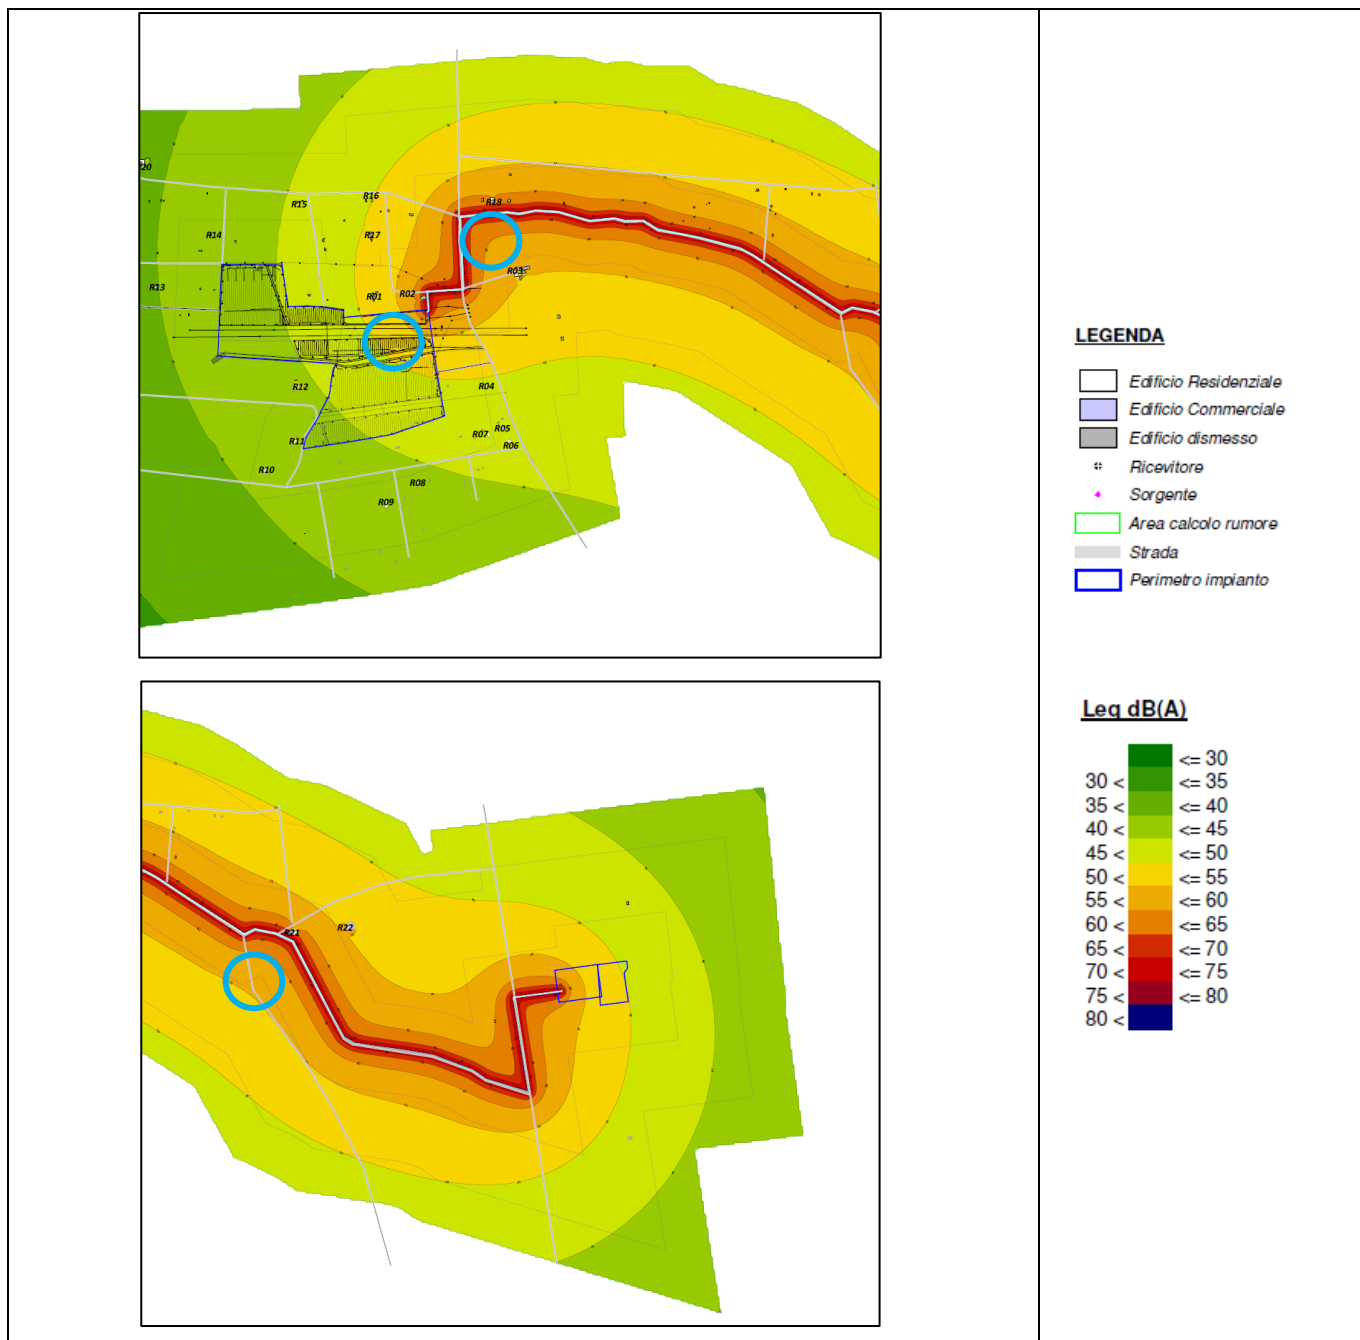 R20
R15
R16
R18
R14
R17
R03
R13
R01
R02
R12
R04
R11
R07
R05
R06
R10
R08
R09
LEGENDA
Edificio Residenziale
Edificio Commerciale
Edificio dismesso
Ricevitore
Sorgente
Area calcolo rumore
Strada
Perimetro impianto
R21
R22
Leq dB(A)
<= 30
30 < <= 35
35 < <= 40
40 < <= 45
45 < <= 50
50 < <= 55
55 < <= 60
60 < <= 65
65 < <= 70
70 < <= 75
75 < <= 80
80 <